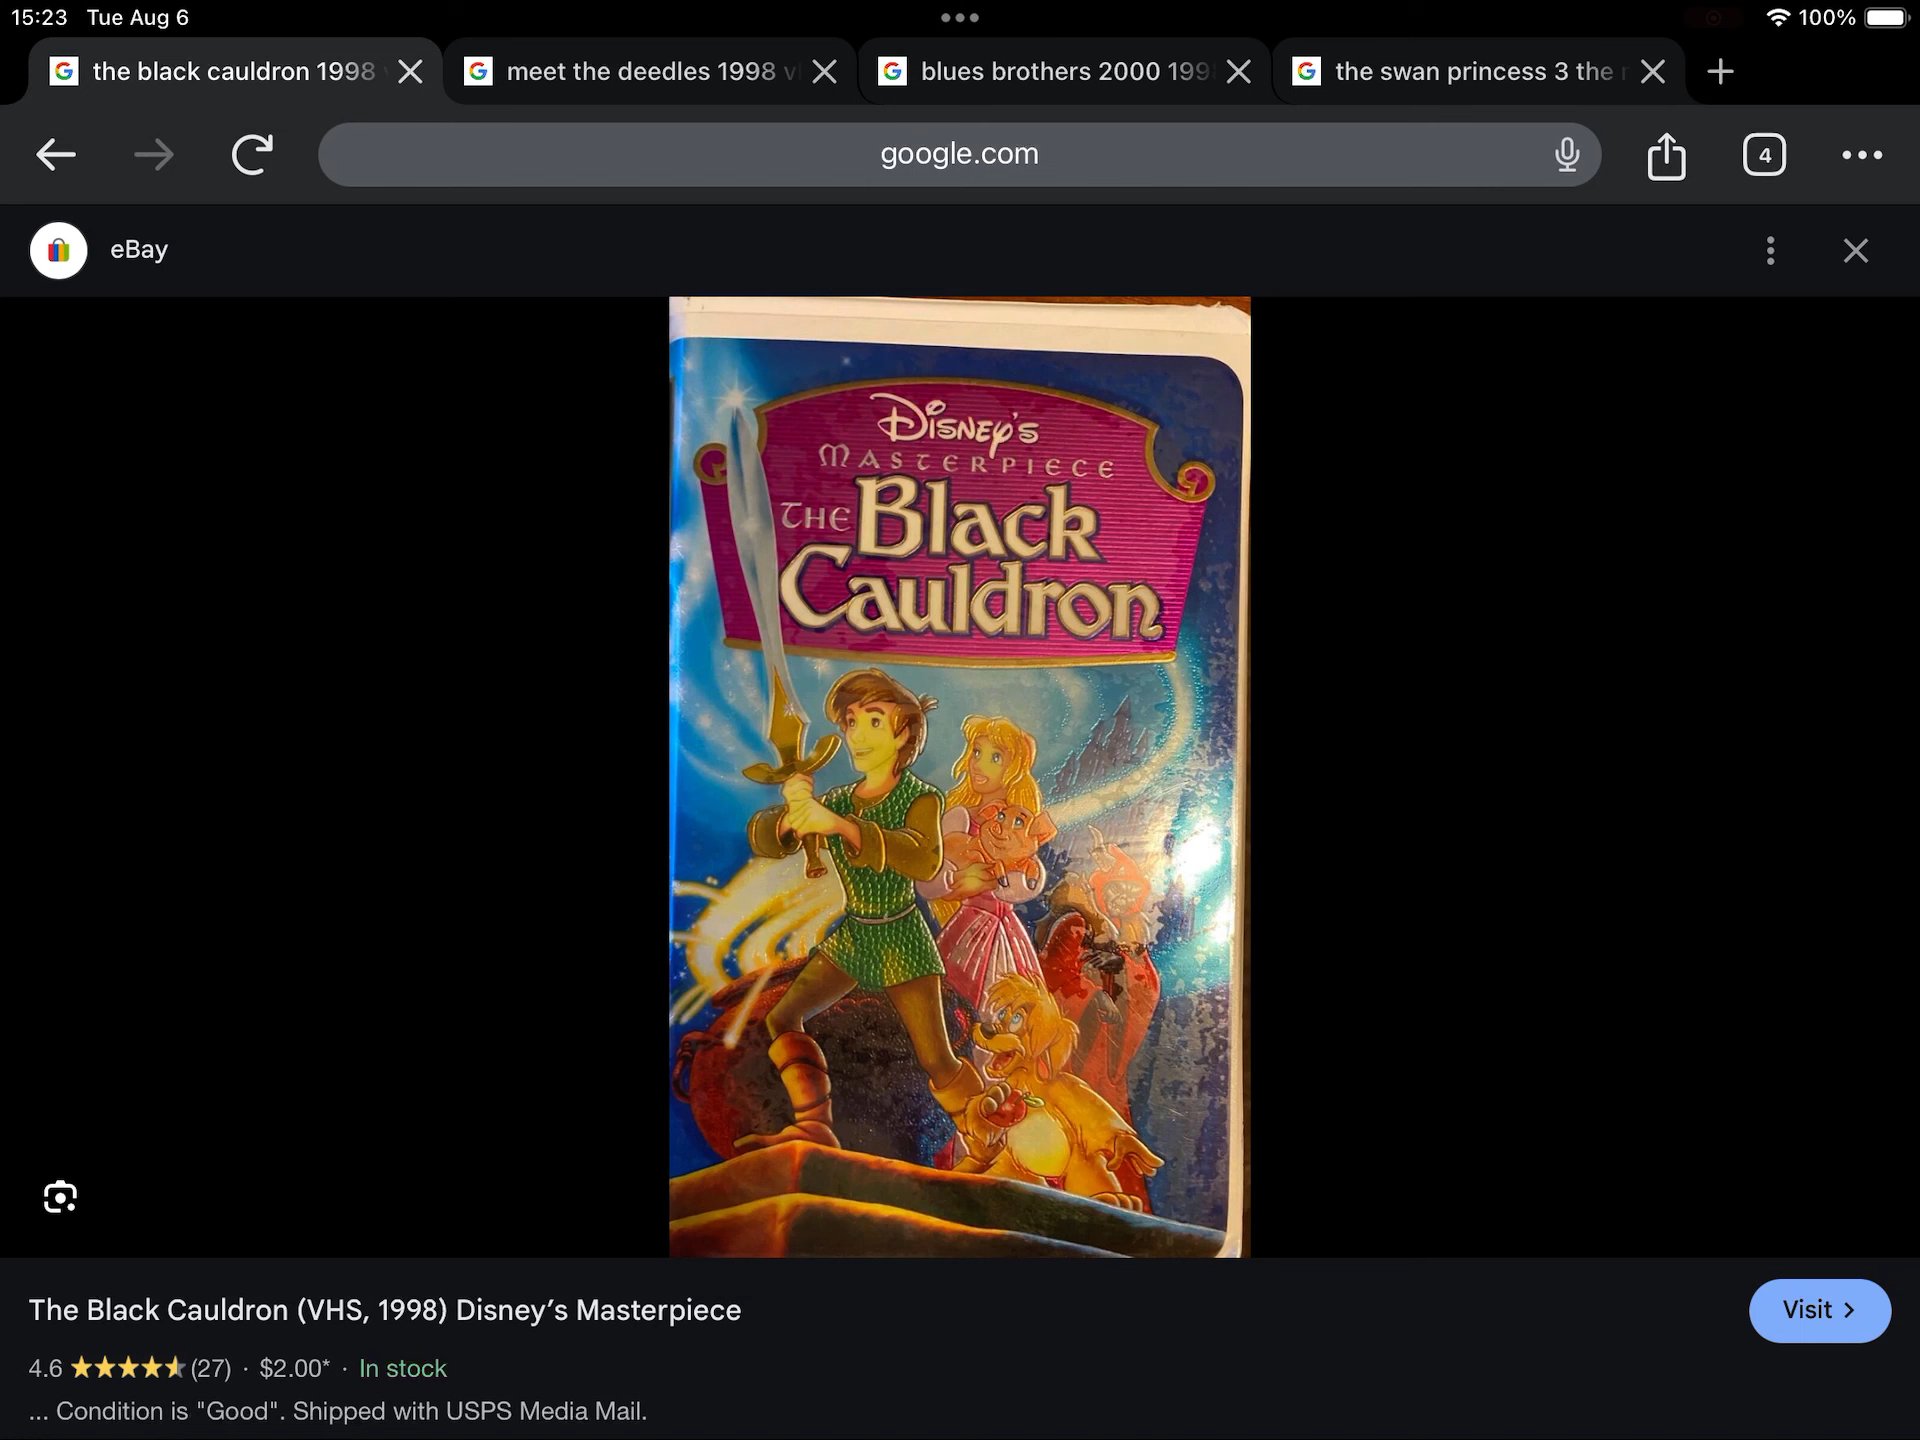 15:23 Tue Aug 6
100%
the black cauldron 1998
meet the deedles 1998 v
blues brothers 2000 199
the swan princess 3 the
google.com
4
eBay
Disney's
Masterpiece
The Black
Cauldron
The Black Cauldron (VHS, 1998) Disney's Masterpiece
Visit
4.6 (27) · $2.00* · In stock
... Condition is "Good". Shipped with USPS Media Mail.